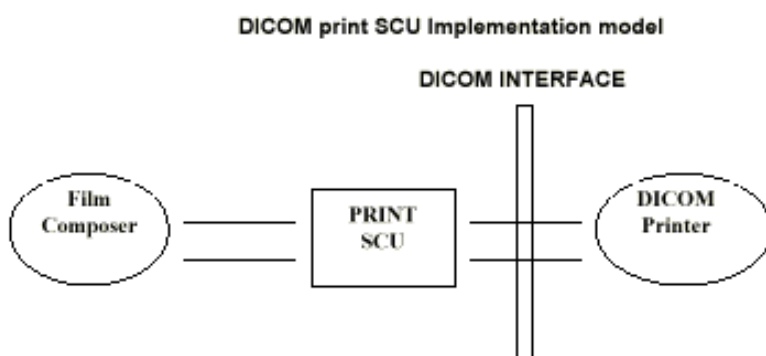 DICOM print SCU Implementation model
DICOM INTERFACE
Film
Composer
PRINT
SCU
DICOM
Printer